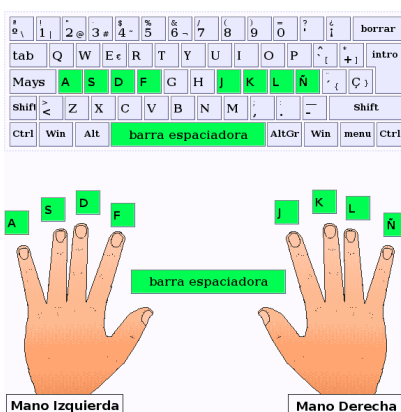 ª º \ ! 1 | " 2 @ · 3 # $ 4 ~ % 5 & 6 ¬ / 7 ( 8 ) 9 = 0 ? ' ¿ ¡ borrar
tab Q W E € R T Y U I O P ^ ` [ * + ] intro
Mays A S D F G H J K L Ñ ¨ ´ { Ç }
Shift > < Z X C V B N M ; , : . _ - Shift
Ctrl Win Alt barra espaciadora AltGr Win menu Ctrl
A S D F J K L Ñ
barra espaciadora
Mano Izquierda Mano Derecha